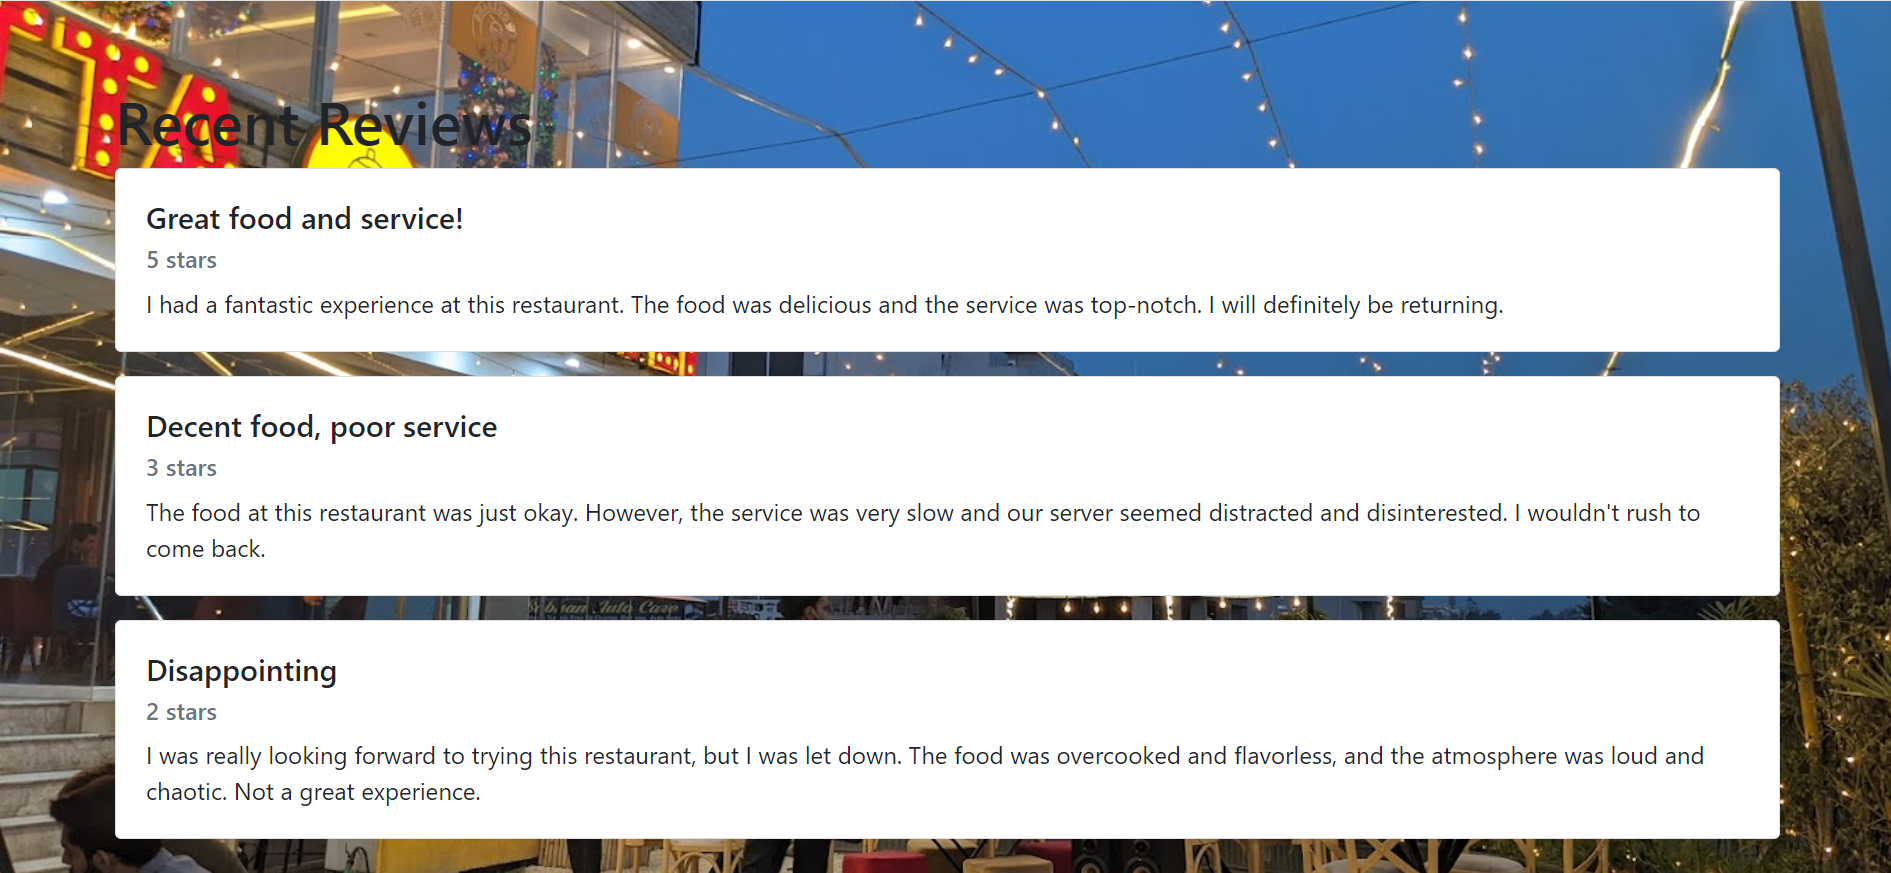 TA
Recent Reviews
Great food and service!
5 stars
I had a fantastic experience at this restaurant. The food was delicious and the service was top-notch. I will definitely be returning.
Decent food, poor service
3 stars
The food at this restaurant was just okay. However, the service was very slow and our server seemed distracted and disinterested. I wouldn't rush to
come back.
Auto Care
Disappointing
2 stars
I was really looking forward to trying this restaurant, but I was let down. The food was overcooked and flavorless, and the atmosphere was loud and
chaotic. Not a great experience.